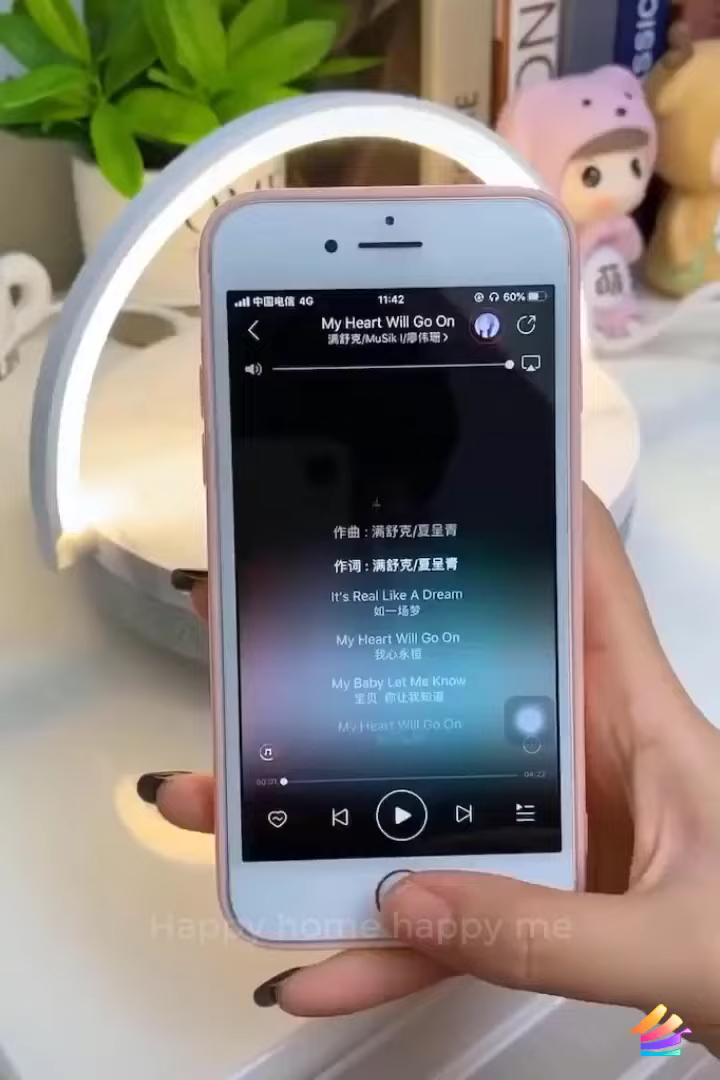 中国电信 4G
11:42
60%
My Heart Will Go On
满舒克/MuSik I/廖伟珊
作曲：满舒克/夏呈青
作词：满舒克/夏呈青
It's Real Like A Dream
如一场梦
My Heart Will Go On
我心永恒
My Baby Let Me Know
宝贝 你让我知道
My Heart Will Go On
00:01
04:22
Happy home happy me